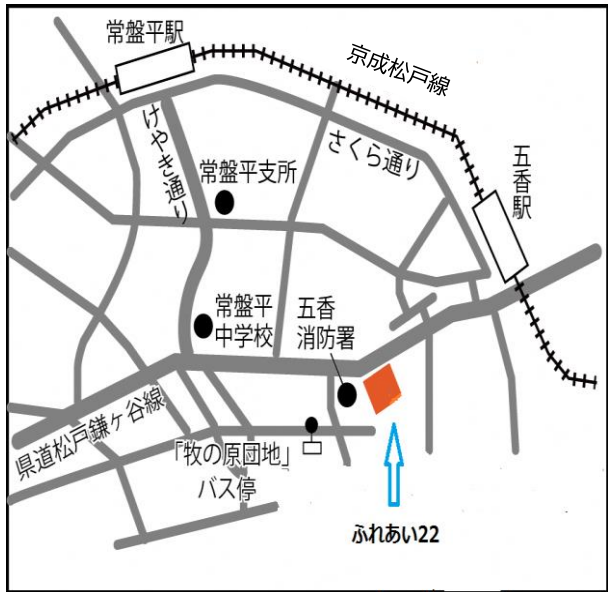 常盤平駅
京成松戸線
けやき通り
さくら通り
常盤平支所
五香駅
常盤平
中学校
五香
消防署
県道松戸鎌ヶ谷線
「牧の原団地」
バス停
ふれあい22